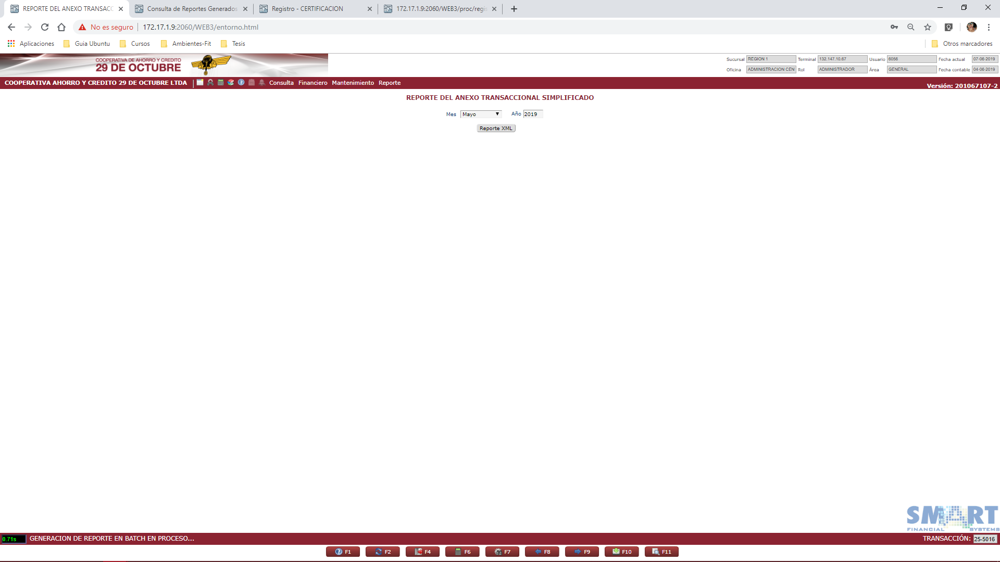 REPORTE DEL ANEXO TRANSACC
Consulta de Reportes Generados
Registro - CERTIFICACION
172.17.1.9:2060/WEB3/proc/regis
No es seguro
172.17.1.9:2060/WEB3/entorno.html
Aplicaciones
Guia Ubuntu
Cursos
Ambientes-Fit
Tesis
Otros marcadores
COOPERATIVA DE AHORRO Y CREDITO
29 DE OCTUBRE
Sucursal REGION 1 Terminal 132.147.10.67 Usuario 6056 Fecha actual 07-06-2019
Oficina ADMINISTRACION CEN Rol ADMINISTRADOR Área GENERAL Fecha contable 04-06-2019
COOPERATIVA AHORRO Y CREDITO 29 DE OCTUBRE LTDA Consulta Financiero Mantenimiento Reporte
Versión: 201067107-2
REPORTE DEL ANEXO TRANSACCIONAL SIMPLIFICADO
Mes Mayo Año 2019
Reporte XML
SMART
FINANCIAL SYSTEMS
0.71s GENERACION DE REPORTE EN BATCH EN PROCESO... TRANSACCIÓN: 25-5016
F1 F2 F4 F6 F7 F8 F9 F10 F11